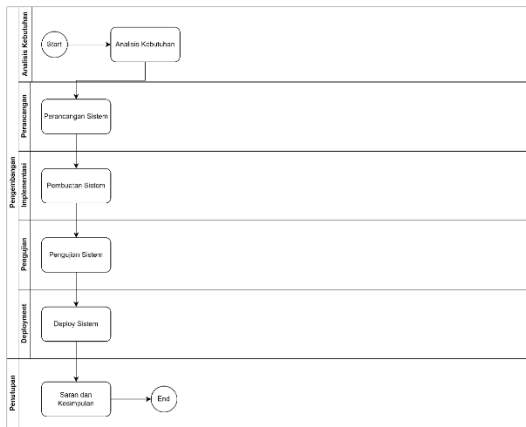 Pengembangan
Analisis Kebutuhan
Start
Analisis Kebutuhan
Perancangan
Perancangan Sistem
Implementasi
Pembuatan Sistem
Pengujian
Pengujian Sistem
Deployment
Deploy Sistem
Penutupan
Saran dan
Kesimpulan
End